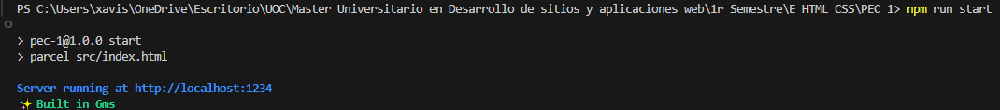 PS C:\Users\xavis\OneDrive\Escritorio\UOC\Master Universitario en Desarrollo de sitios y aplicaciones web\1r Semestre\E HTML CSS\PEC 1> npm run start
> pec-1@1.0.0 start
> parcel src/index.html
Server running at http://localhost:1234
✨ Built in 6ms